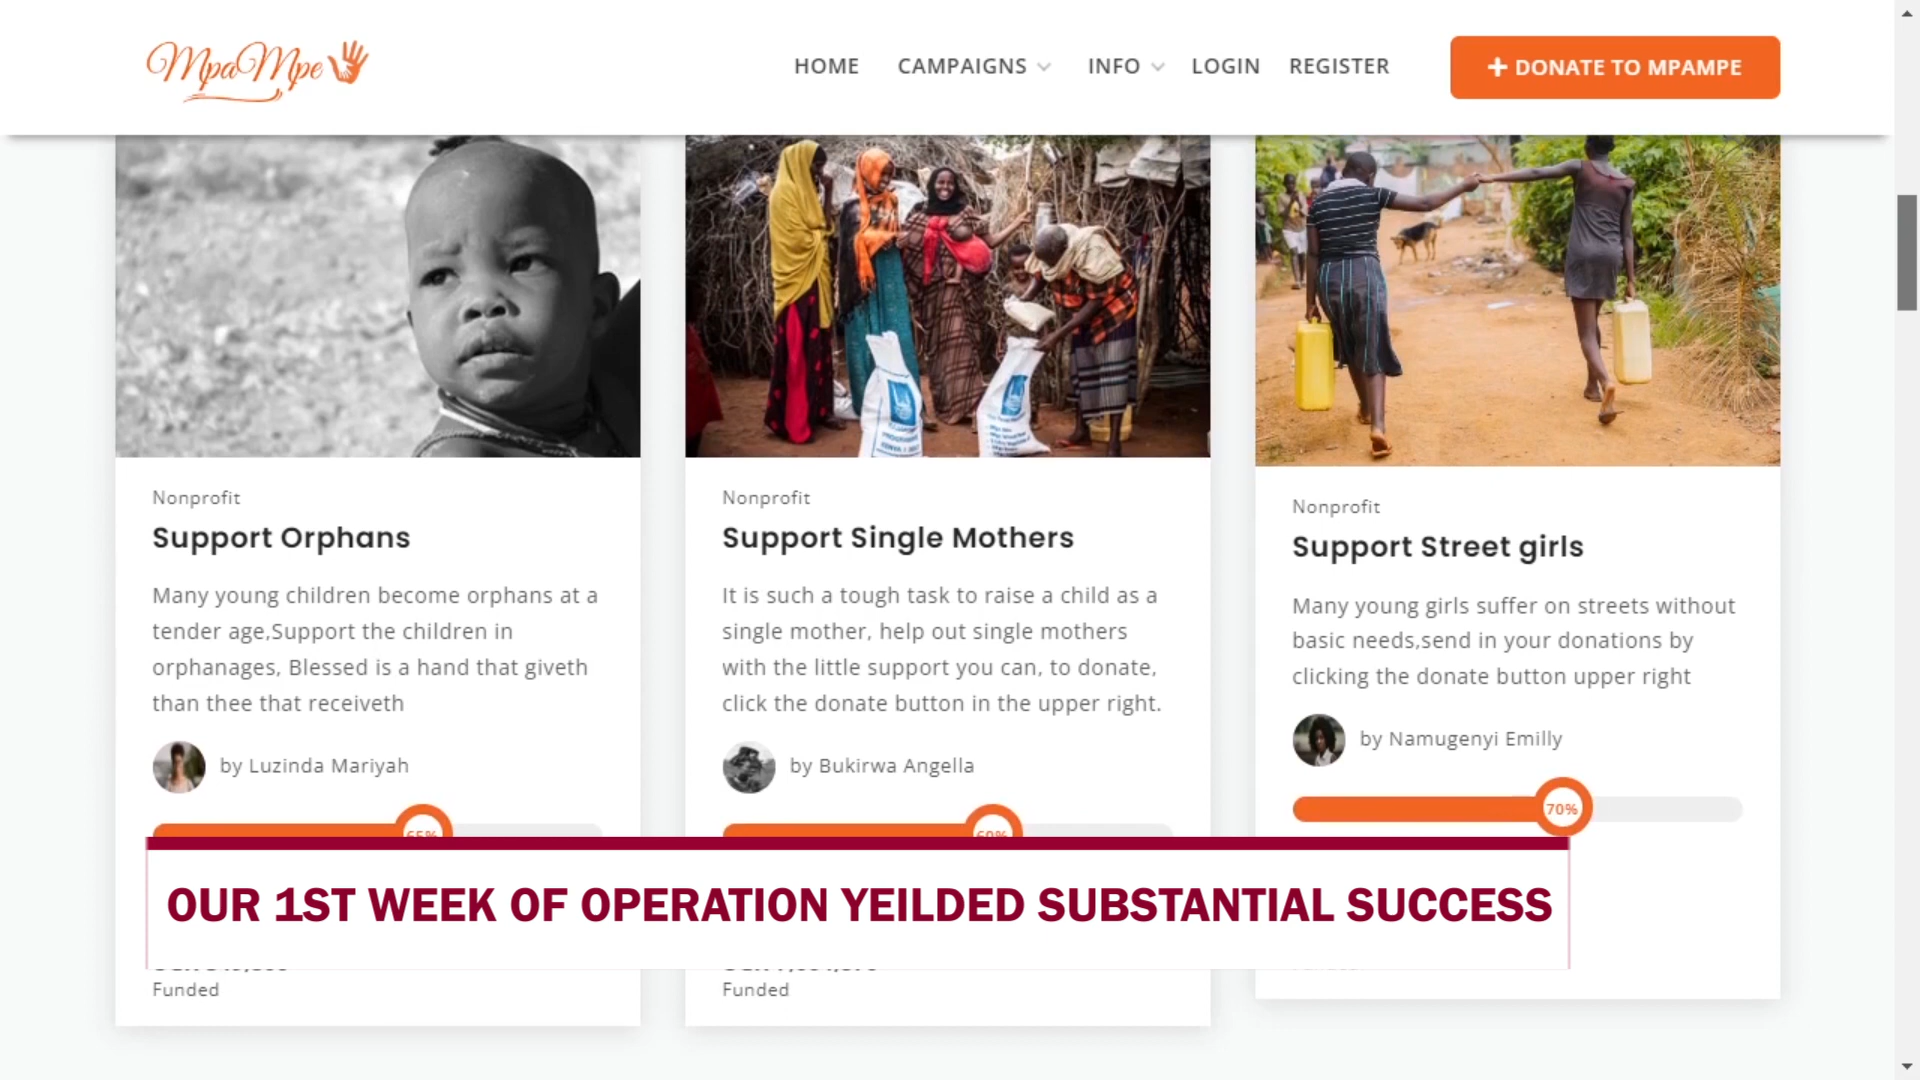 MpaMpe
HOME
CAMPAIGNS
INFO
LOGIN
REGISTER
+ DONATE TO MPAMPE
Nonprofit
Support Orphans
Many young children become orphans at a
tender age,Support the children in
orphanages, Blessed is a hand that giveth
than thee that receiveth
by Luzinda Mariyah
65%
Funded
Nonprofit
Support Single Mothers
It is such a tough task to raise a child as a
single mother, help out single mothers
with the little support you can, to donate,
click the donate button in the upper right.
by Bukirwa Angella
60%
Funded
Nonprofit
Support Street girls
Many young girls suffer on streets without
basic needs,send in your donations by
clicking the donate button upper right
by Namugenyi Emilly
70%
OUR 1ST WEEK OF OPERATION YEILDED SUBSTANTIAL SUCCESS